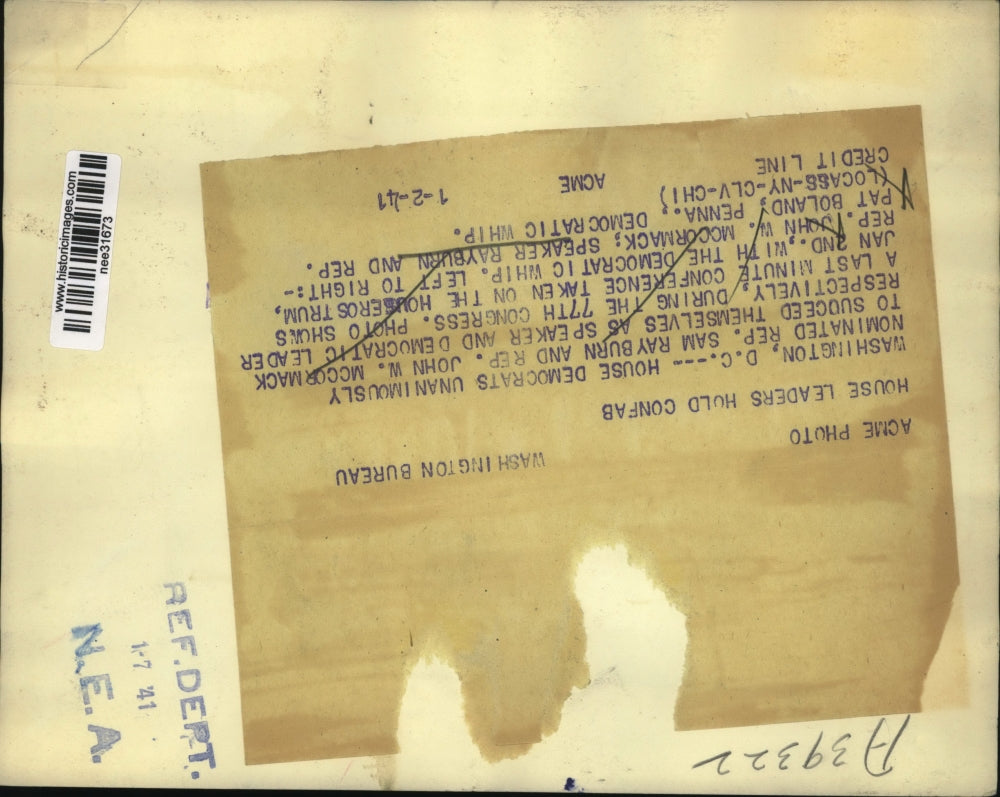 WASHINGTON BUREAU
ACME PHOTO
HOUSE LEADERS HOLD CONFAB
WASHINGTON, D.C.--- HOUSE DEMOCRATS UNANIMOUSLY
NOMINATED REP. SAM RAYBURN AND REP. JOHN W. MCCORMACK
TO SUCCEED THEMSELVES AS SPEAKER AND DEMOCRATIC LEADER
RESPECTIVELY, DURING THE 77TH CONGRESS. PHOTO SHOWS
A LAST MINUTE CONFERENCE TAKEN ON THE HOUSEROSTRUM,
JAN 2ND., WITH THE DEMOCRATIC WHIP. LEFT TO RIGHT:-
REP. JOHN W. MCCORMACK; SPEAKER RAYBURN AND REP.
PAT BOLAND, PENNA., DEMOCRATIC WHIP.
(LOCASS-NY-CLV-CHI)
CREDIT LINE ACME 1-2-41
www.historicimages.com
nee31673
REF. DEPT.
1-7 '41
N.E.A.
A39322